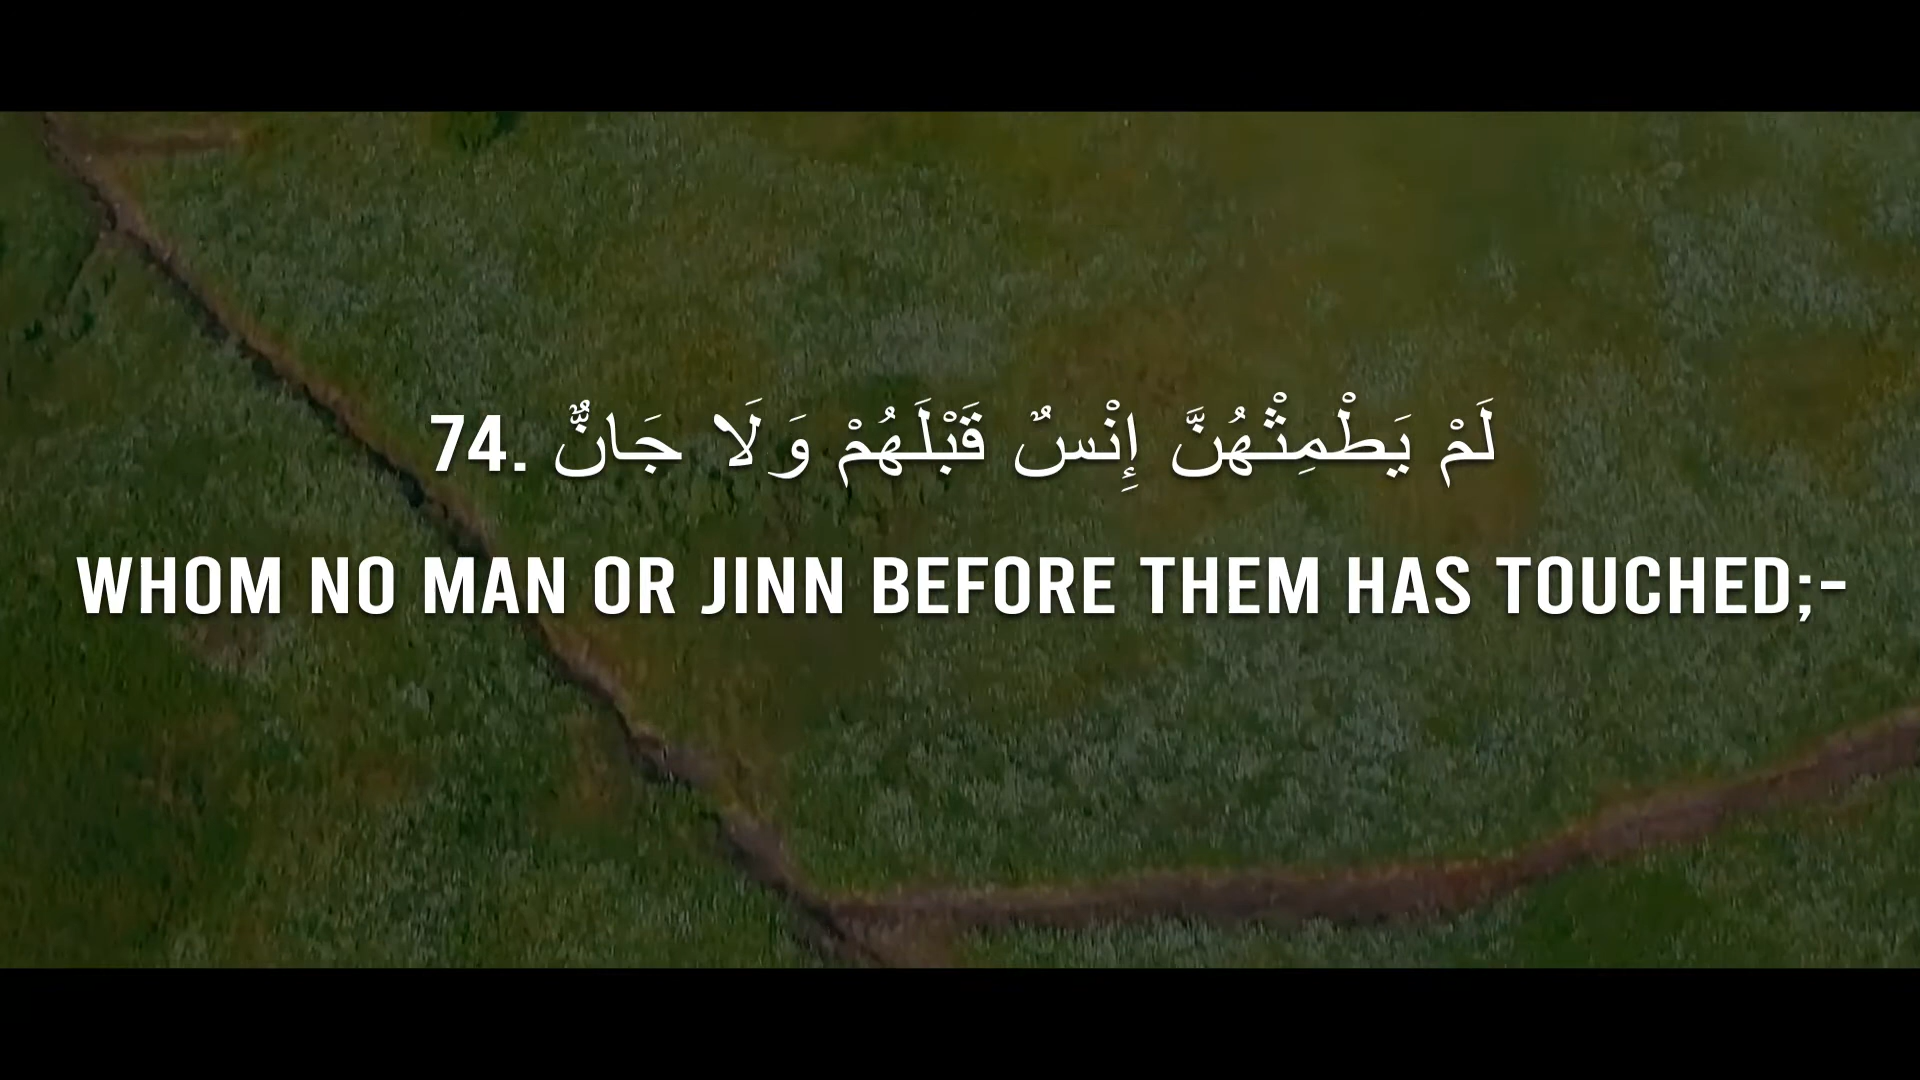 74. لَمْ يَطْمِثْهُنَّ إِنْسٌ قَبْلَهُمْ وَلَا جَانٌّ
WHOM NO MAN OR JINN BEFORE THEM HAS TOUCHED;-